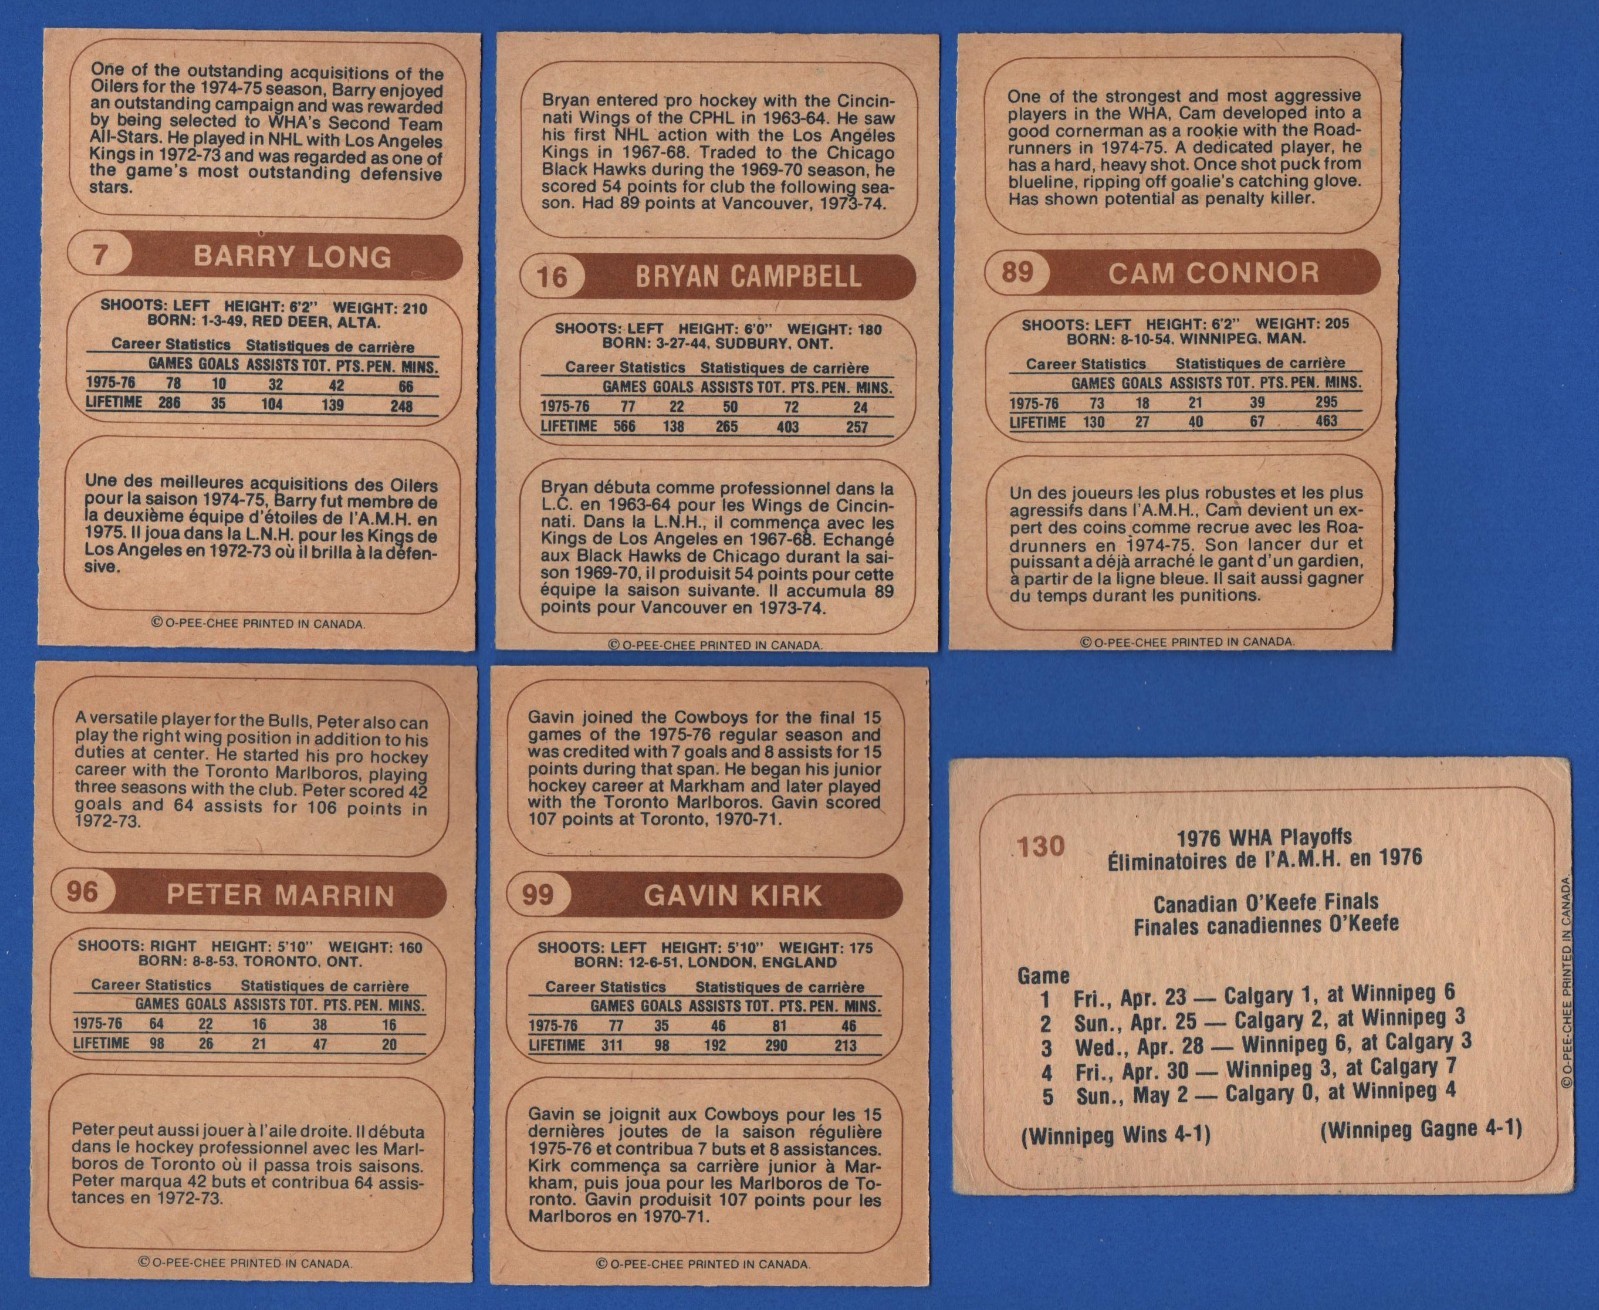 One of the outstanding acquisitions of the
Oilers for the 1974-75 season, Barry enjoyed
an outstanding campaign and was rewarded
by being selected to WHA's Second Team
All-Stars. He played in NHL with Los Angeles
Kings in 1972-73 and was regarded as one of
the game's most outstanding defensive
stars.
7 BARRY LONG
SHOOTS: LEFT HEIGHT: 6'2" WEIGHT: 210
BORN: 1-3-49, RED DEER, ALTA.
Career Statistics Statistiques de carrière
GAMES GOALS ASSISTS TOT. PTS. PEN. MINS.
1975-76 78 10 32 42 66
LIFETIME 286 35 104 139 248
Une des meilleures acquisitions des Oilers
pour la saison 1974-75, Barry fut membre de
la deuxième équipe d'étoiles de l'A.M.H. en
1975. Il joua dans la L.N.H. pour les Kings de
Los Angeles en 1972-73 où il brilla à la défen-
sive.
© O-PEE-CHEE PRINTED IN CANADA.
Bryan entered pro hockey with the Cincin-
nati Wings of the CPHL in 1963-64. He saw
his first NHL action with the Los Angeles
Kings in 1967-68. Traded to the Chicago
Black Hawks during the 1969-70 season, he
scored 54 points for club the following sea-
son. Had 89 points at Vancouver, 1973-74.
16 BRYAN CAMPBELL
SHOOTS: LEFT HEIGHT: 6'0" WEIGHT: 180
BORN: 3-27-44, SUDBURY, ONT.
Career Statistics Statistiques de carrière
GAMES GOALS ASSISTS TOT. PTS. PEN. MINS.
1975-76 77 22 50 72 24
LIFETIME 566 138 265 403 257
Bryan débuta comme professionnel dans la
L.C. en 1963-64 pour les Wings de Cincin-
nati. Dans la L.N.H., il commença avec les
Kings de Los Angeles en 1967-68. Echangé
aux Black Hawks de Chicago durant la sai-
son 1969-70, il produisit 54 points pour cette
équipe la saison suivante. Il accumula 89
points pour Vancouver en 1973-74.
© O-PEE-CHEE PRINTED IN CANADA.
One of the strongest and most aggressive
players in the WHA, Cam developed into a
good cornerman as a rookie with the Road-
runners in 1974-75. A dedicated player, he
has a hard, heavy shot. Once shot puck from
blueline, ripping off goalie's catching glove.
Has shown potential as penalty killer.
89 CAM CONNOR
SHOOTS: LEFT HEIGHT: 6'2" WEIGHT: 205
BORN: 8-10-54, WINNIPEG, MAN.
Career Statistics Statistiques de carrière
GAMES GOALS ASSISTS TOT. PTS. PEN. MINS.
1975-76 73 18 21 39 295
LIFETIME 130 27 40 67 463
Un des joueurs les plus robustes et les plus
agressifs dans l'A.M.H., Cam devient un ex-
pert des coins comme recrue avec les Roa-
drunners en 1974-75. Son lancer dur et
puissant a déjà arraché le gant d'un gardien,
à partir de la ligne bleue. Il sait aussi gagner
du temps durant les punitions.
© O-PEE-CHEE PRINTED IN CANADA.
A versatile player for the Bulls, Peter also can
play the right wing position in addition to his
duties at center. He started his pro hockey
career with the Toronto Marlboros, playing
three seasons with the club. Peter scored 42
goals and 64 assists for 106 points in
1972-73.
96 PETER MARRIN
SHOOTS: RIGHT HEIGHT: 5'10" WEIGHT: 160
BORN: 8-8-53, TORONTO, ONT.
Career Statistics Statistiques de carrière
GAMES GOALS ASSISTS TOT. PTS. PEN. MINS.
1975-76 64 22 16 38 16
LIFETIME 98 26 21 47 20
Peter peut aussi jouer à l'aile droite. Il débuta
dans le hockey professionnel avec les Marl-
boros de Toronto où il passa trois saisons.
Peter marqua 42 buts et contribua 64 assis-
tances en 1972-73.
© O-PEE-CHEE PRINTED IN CANADA.
Gavin joined the Cowboys for the final 15
games of the 1975-76 regular season and
was credited with 7 goals and 8 assists for 15
points during that span. He began his junior
hockey career at Markham and later played
with the Toronto Marlboros. Gavin scored
107 points at Toronto, 1970-71.
99 GAVIN KIRK
SHOOTS: LEFT HEIGHT: 5'10" WEIGHT: 175
BORN: 12-6-51, LONDON, ENGLAND
Career Statistics Statistiques de carrière
GAMES GOALS ASSISTS TOT. PTS. PEN. MINS.
1975-76 77 35 46 81 46
LIFETIME 311 98 192 290 213
Gavin se joignit aux Cowboys pour les 15
dernières joutes de la saison régulière
1975-76 et contribua 7 buts et 8 assistances.
Kirk commença sa carrière junior à Mar-
kham, puis joua pour les Marlboros de To-
ronto. Gavin produisit 107 points pour les
Marlboros en 1970-71.
© O-PEE-CHEE PRINTED IN CANADA.
130
1976 WHA Playoffs
Éliminatoires de l'A.M.H. en 1976
Canadian O'Keefe Finals
Finales canadiennes O'Keefe
Game
1 Fri., Apr. 23 — Calgary 1, at Winnipeg 6
2 Sun., Apr. 25 — Calgary 2, at Winnipeg 3
3 Wed., Apr. 28 — Winnipeg 6, at Calgary 3
4 Fri., Apr. 30 — Winnipeg 3, at Calgary 7
5 Sun., May 2 — Calgary 0, at Winnipeg 4
(Winnipeg Wins 4-1) (Winnipeg Gagne 4-1)
© O-PEE-CHEE PRINTED IN CANADA.